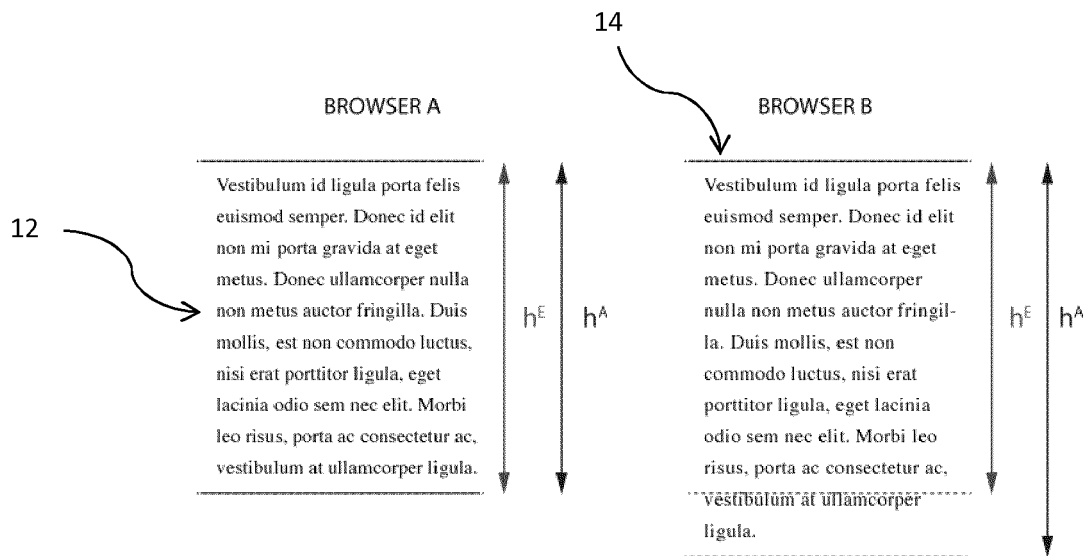 14
BROWSER A
BROWSER B
12
Vestibulum id ligula porta felis
euismod semper. Donec id elit
non mi porta gravida at eget
metus. Donec ullamcorper nulla
non metus auctor fringilla. Duis
mollis, est non commodo luctus,
nisi erat porttitor ligula, eget
lacinia odio sem nec elit. Morbi
leo risus, porta ac consectetur ac,
vestibulum at ullamcorper ligula.
hᴱ
hᴬ
Vestibulum id ligula porta felis
euismod semper. Donec id elit
non mi porta gravida at eget
metus. Donec ullamcorper
nulla non metus auctor fringil-
la. Duis mollis, est non
commodo luctus, nisi erat
porttitor ligula, eget lacinia
odio sem nec elit. Morbi leo
risus, porta ac consectetur ac,
vestibulum at ullamcorper
ligula.
hᴱ
hᴬ